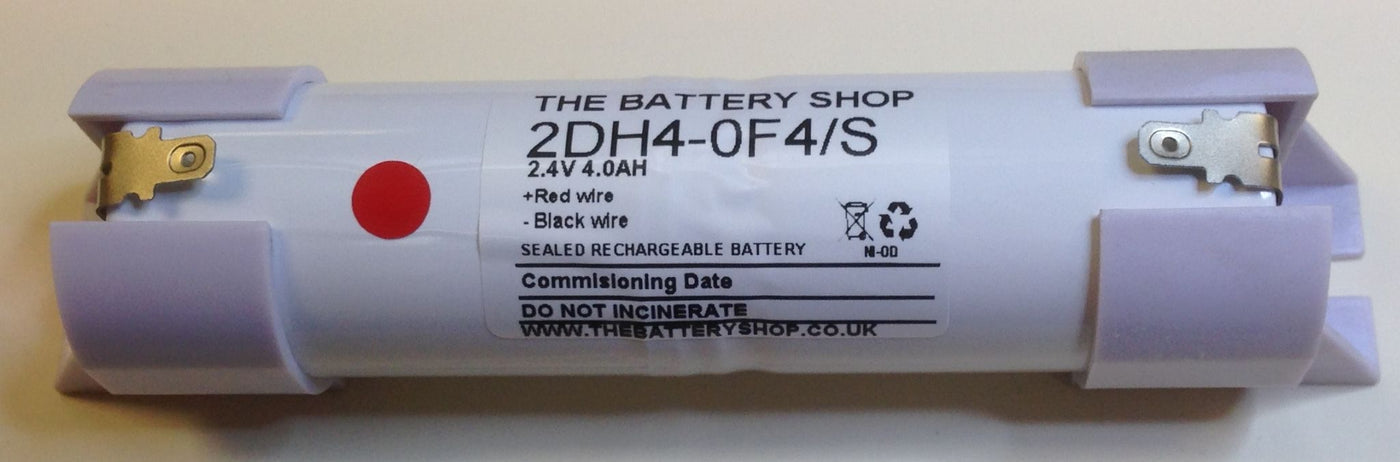 THE BATTERY SHOP
2DH4-0F4/S
2.4V 4.0AH
+Red wire
- Black wire
SEALED RECHARGEABLE BATTERY
NI-OD
Commisioning Date
DO NOT INCINERATE
WWW.THEBATTERYSHOP.CO.UK